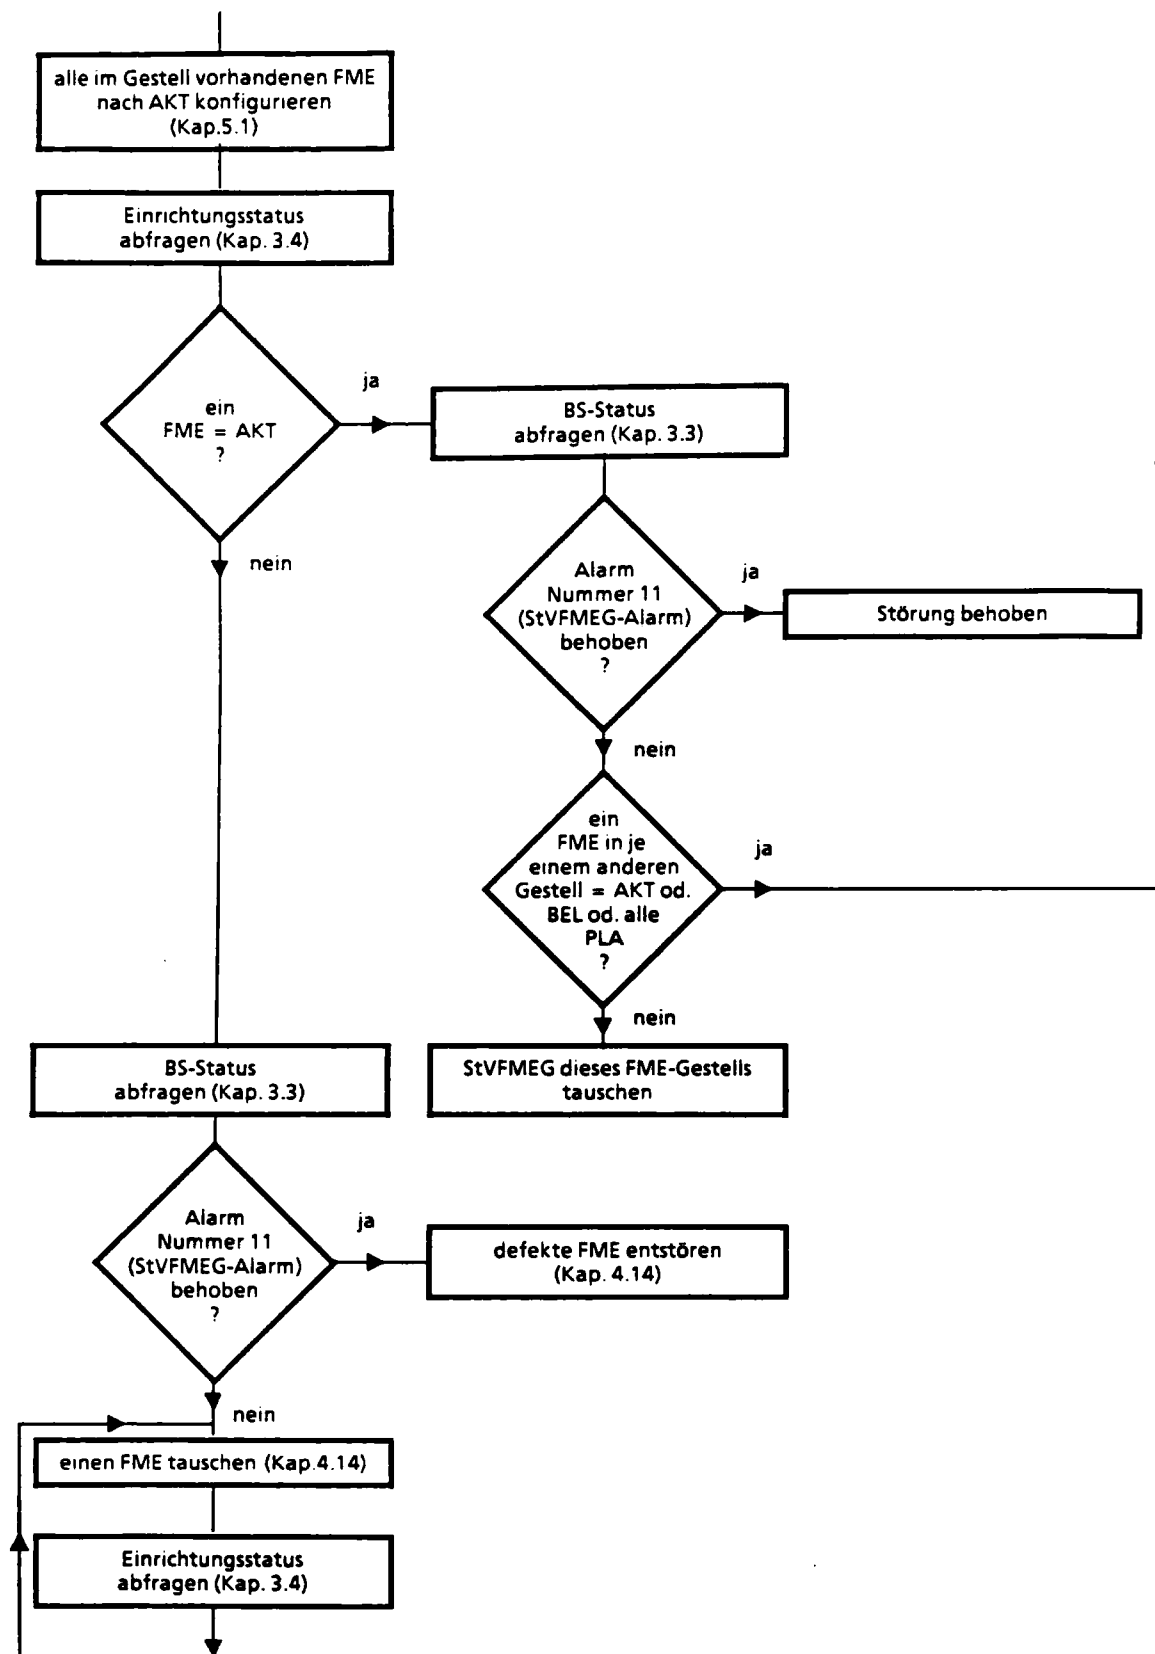 alle im Gestell vorhandenen FME
nach AKT konfigurieren
(Kap.5.1)
Einrichtungsstatus
abfragen (Kap. 3.4)
ein
FME = AKT
?
ja
nein
BS-Status
abfragen (Kap. 3.3)
Alarm
Nummer 11
(StVFMEG-Alarm)
behoben
?
ja
Störung behoben
nein
ein
FME in je
einem anderen
Gestell = AKT od.
BEL od. alle
PLA
?
ja
nein
StVFMEG dieses FME-Gestells
tauschen
BS-Status
abfragen (Kap. 3.3)
Alarm
Nummer 11
(StVFMEG-Alarm)
behoben
?
ja
defekte FME entstören
(Kap. 4.14)
nein
einen FME tauschen (Kap.4.14)
Einrichtungsstatus
abfragen (Kap. 3.4)